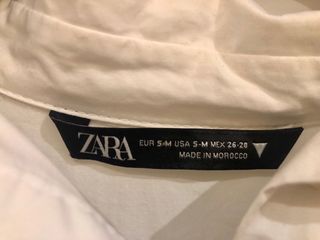 ZARA
EUR S-M USA S-M MEX 26-28
MADE IN MOROCCO